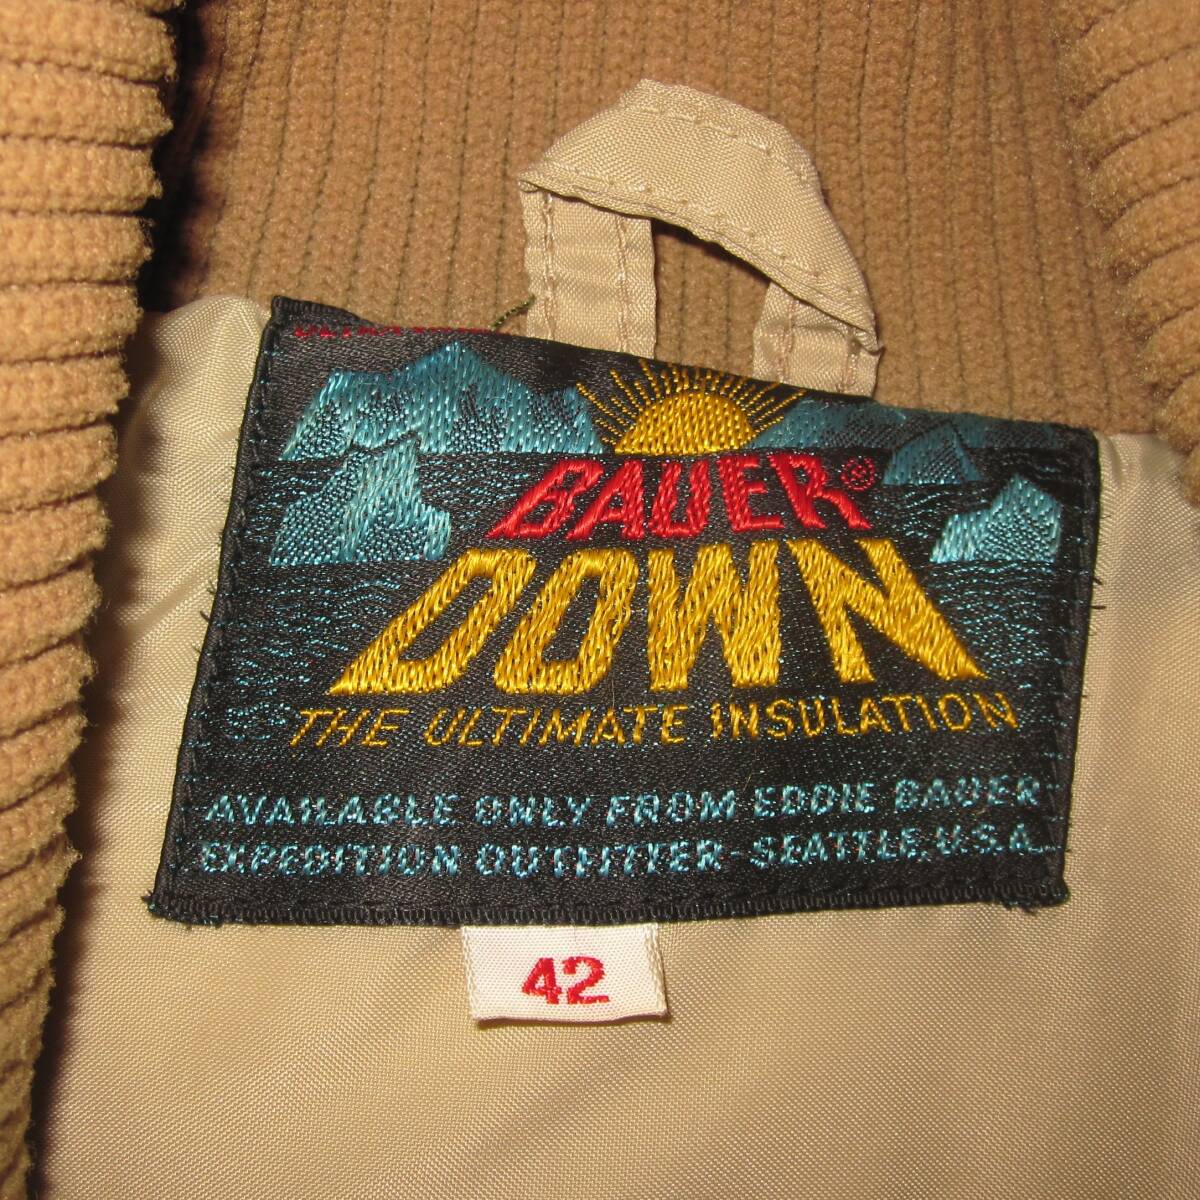 BAUER®
DOWN
THE ULTIMATE INSULATION
AVAILABLE ONLY FROM EDDIE BAUER
EXPEDITION OUTFITTER-SEATTLE, U.S.A.
42